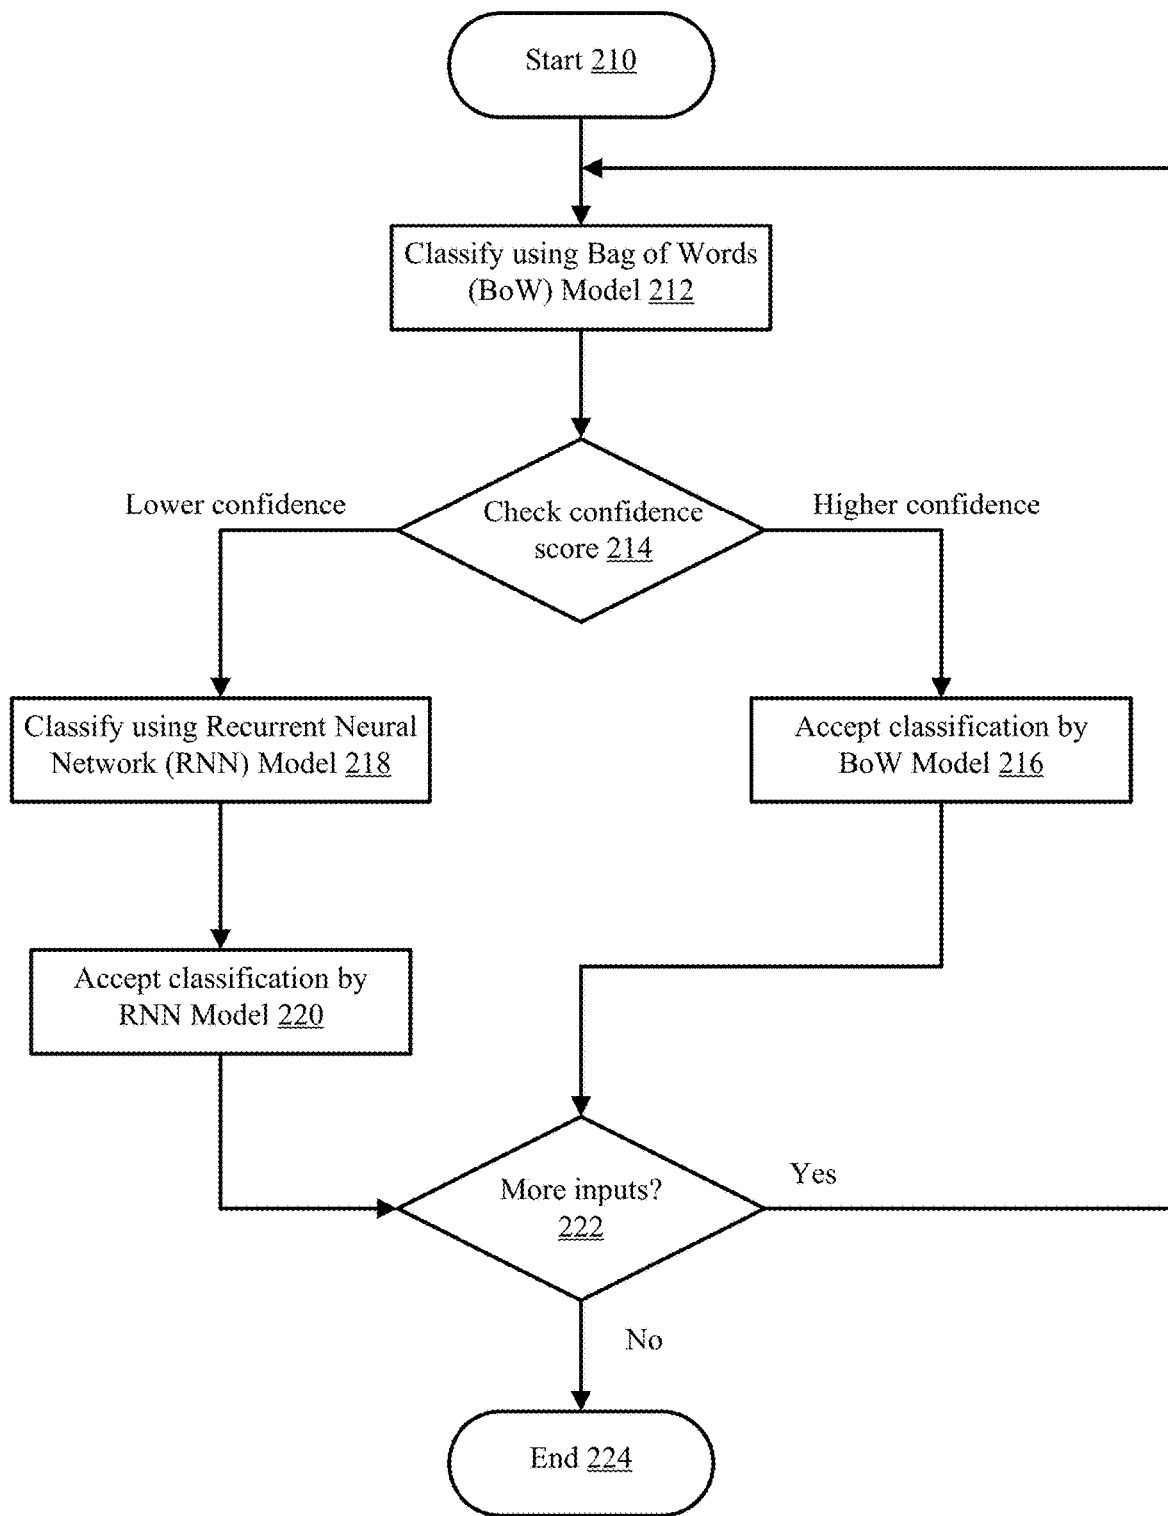 Start 210
Classify using Bag of Words
(BoW) Model 212
Lower confidence
Check confidence
score 214
Higher confidence
Classify using Recurrent Neural
Network (RNN) Model 218
Accept classification by
BoW Model 216
Accept classification by
RNN Model 220
More inputs?
222
Yes
No
End 224